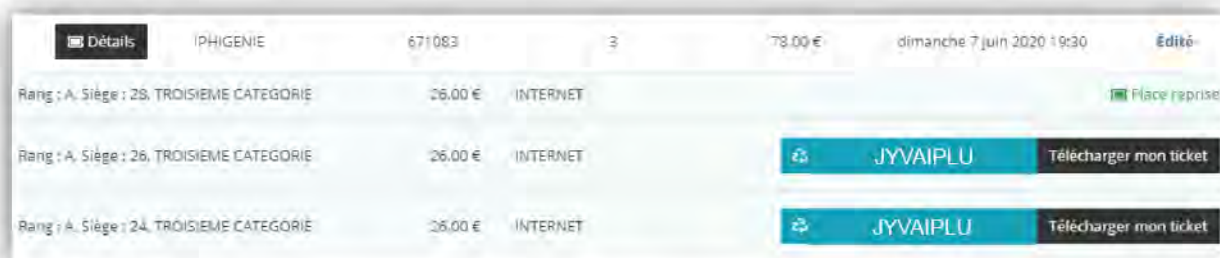 Détails IPHIGENIE 671083 3 78.00 € dimanche 7 juin 2020 19:30 Édité
Rang : A, Siège : 28, TROISIEME CATEGORIE 26.00 € INTERNET Place reprise
Rang : A, Siège : 26, TROISIEME CATEGORIE 26.00 € INTERNET JYVAIPLU Télécharger mon ticket
Rang : A, Siège : 24, TROISIEME CATEGORIE 26.00 € INTERNET JYVAIPLU Télécharger mon ticket